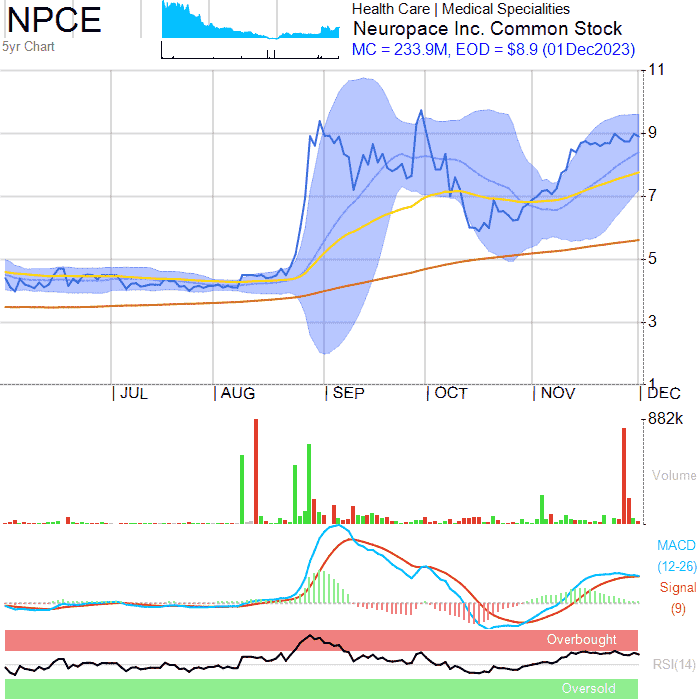 NPCE
5yr Chart
Health Care | Medical Specialities
Neuropace Inc. Common Stock
MC = 233.9M, EOD = $8.9 (01Dec2023)
11
9
7
5
3
1
JUL
AUG
SEP
OCT
NOV
DEC
882k
Volume
MACD
(12-26)
Signal
(9)
Overbought
RSI(14)
Oversold